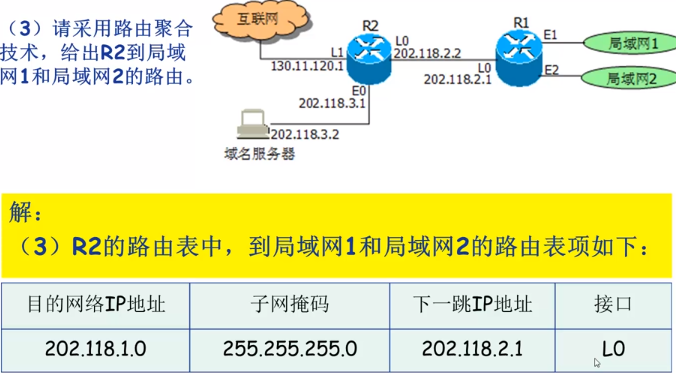 （3）请采用路由聚合
技术，给出R2到局域
网1和局域网2的路由。
互联网
R2
R1
L1
L0
202.118.2.2
E1
局域网1
130.11.120.1
L0
202.118.2.1
E2
局域网2
E0
202.118.3.1
202.118.3.2
域名服务器
解：
（3）R2的路由表中，到局域网1和局域网2的路由表项如下：
目的网络IP地址 子网掩码 下一跳IP地址 接口
202.118.1.0 255.255.255.0 202.118.2.1 L0